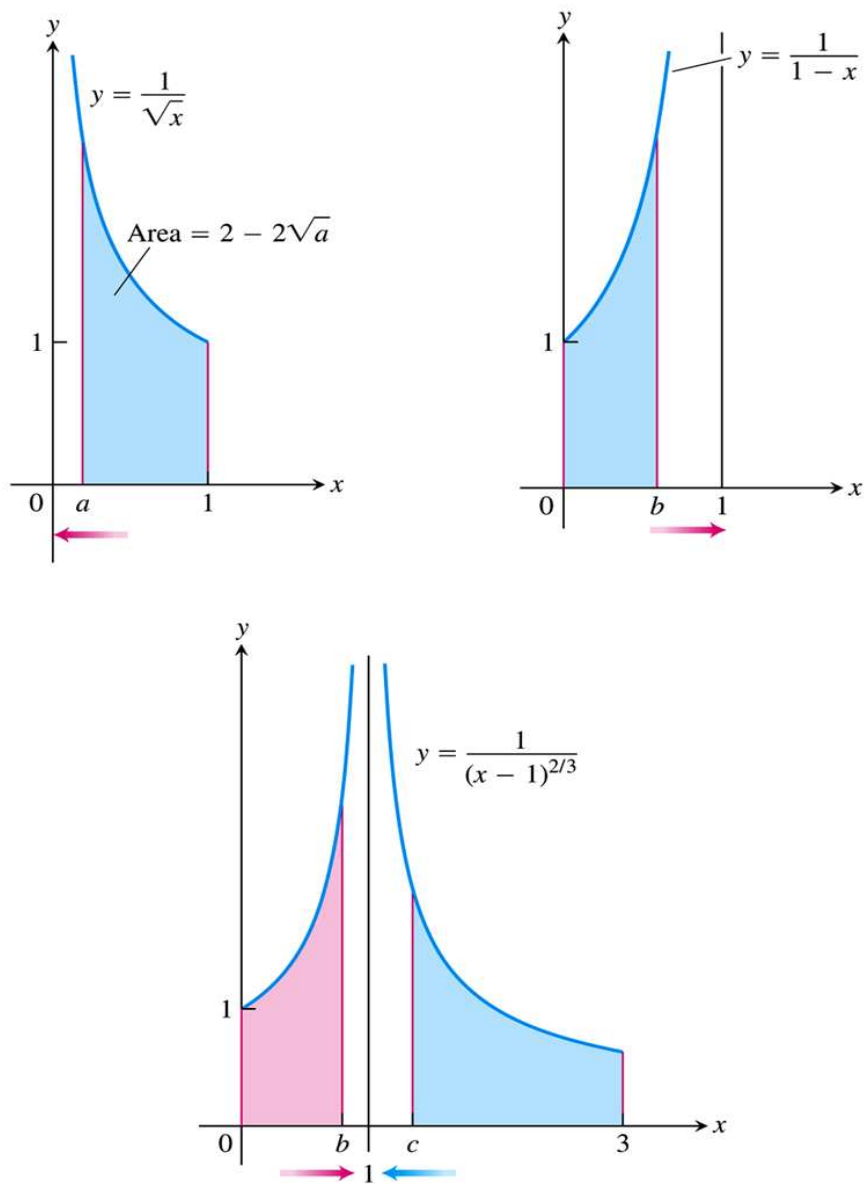 y
y = 1/√x
Area = 2 − 2√a
1
0 a 1 x
y
y = 1/(1 − x)
1
0 b 1 x
y
y = 1/(x − 1)^{2/3}
1
0 b c 3 x
1